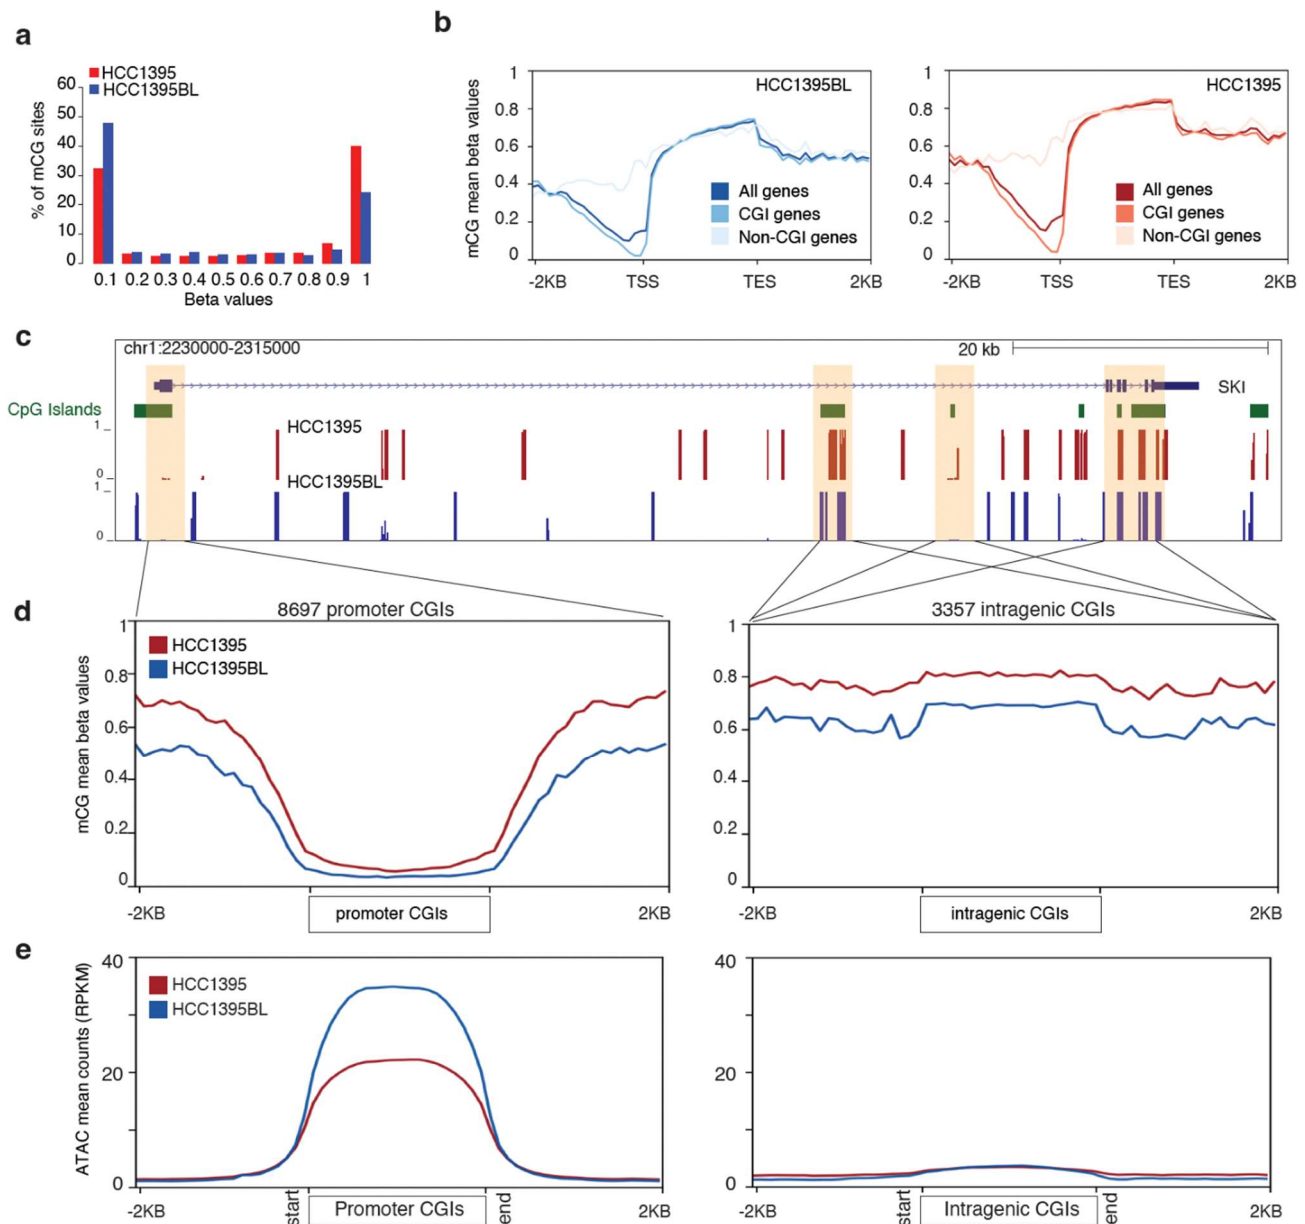 a
HCC1395
HCC1395BL
% of mCG sites
60
50
40
30
20
10
0
0.1 0.2 0.3 0.4 0.5 0.6 0.7 0.8 0.9 1
Beta values
b
mCG mean beta values
1
0.8
0.6
0.4
0.2
0
HCC1395BL
All genes
CGI genes
Non-CGI genes
-2KB TSS TES 2KB
1
0.8
0.6
0.4
0.2
0
HCC1395
All genes
CGI genes
Non-CGI genes
-2KB TSS TES 2KB
c
chr1:2230000-2315000
20 kb
SKI
CpG Islands
1
HCC1395
0
HCC1395BL
1
0
d
8697 promoter CGIs
mCG mean beta values
1
0.8
0.6
0.4
0.2
0
HCC1395
HCC1395BL
-2KB promoter CGIs 2KB
3357 intragenic CGIs
1
0.8
0.6
0.4
0.2
0
-2KB intragenic CGIs 2KB
e
ATAC mean counts (RPKM)
40
20
0
HCC1395
HCC1395BL
-2KB start Promoter CGIs end 2KB
40
20
0
-2KB start Intragenic CGIs end 2KB